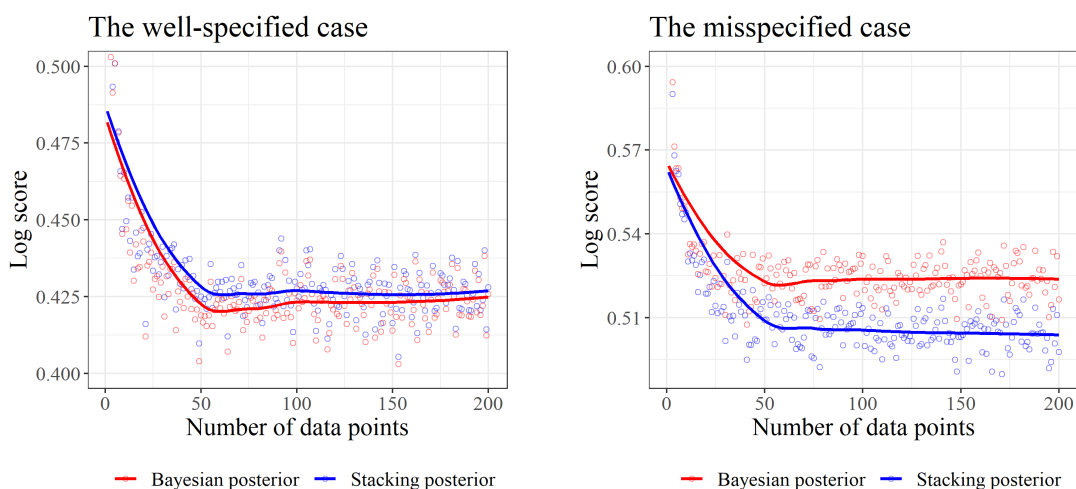 The well-specified case
Log score
0.500
0.475
0.450
0.425
0.400
0 50 100 150 200
Number of data points
Bayesian posterior Stacking posterior
The misspecified case
Log score
0.60
0.57
0.54
0.51
0 50 100 150 200
Number of data points
Bayesian posterior Stacking posterior